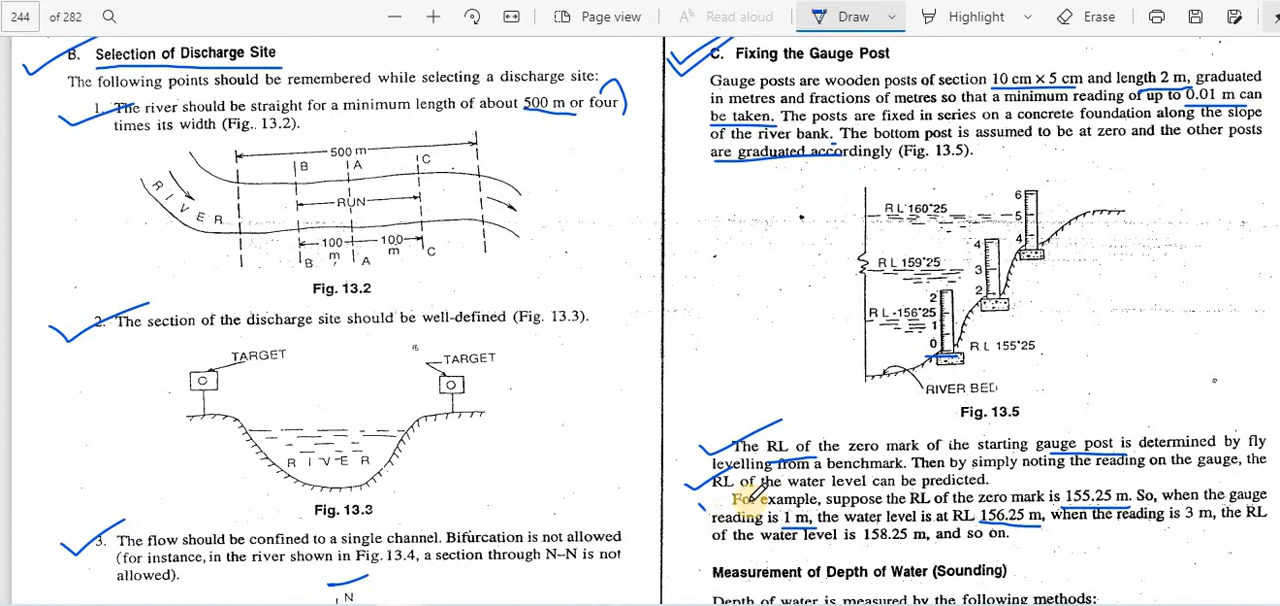 244 of 282 Page view Read aloud Draw Highlight Erase
B. Selection of Discharge Site
The following points should be remembered while selecting a discharge site:
1. The river should be straight for a minimum length of about 500 m or four
times its width (Fig. 13.2).
500 m
B A C
RIVER
RUN
100 m 100 m
B A C
Fig. 13.2
2. The section of the discharge site should be well-defined (Fig. 13.3).
TARGET TARGET
RIVER
Fig. 13.3
3. The flow should be confined to a single channel. Bifurcation is not allowed
(for instance, in the river shown in Fig. 13.4, a section through N–N is not
allowed).
N
C. Fixing the Gauge Post
Gauge posts are wooden posts of section 10 cm × 5 cm and length 2 m, graduated
in metres and fractions of metres so that a minimum reading of up to 0.01 m can
be taken. The posts are fixed in series on a concrete foundation along the slope
of the river bank. The bottom post is assumed to be at zero and the other posts
are graduated accordingly (Fig. 13.5).
6
RL 160·25 5
4 4
RL 159·25 3
2 2
RL-156·25 1
0 RL 155·25
RIVER BED
Fig. 13.5
The RL of the zero mark of the starting gauge post is determined by fly
levelling from a benchmark. Then by simply noting the reading on the gauge, the
RL of the water level can be predicted.
For example, suppose the RL of the zero mark is 155.25 m. So, when the gauge
reading is 1 m, the water level is at RL 156.25 m, when the reading is 3 m, the RL
of the water level is 158.25 m, and so on.
Measurement of Depth of Water (Sounding)
Depth of water is measured by the following methods: